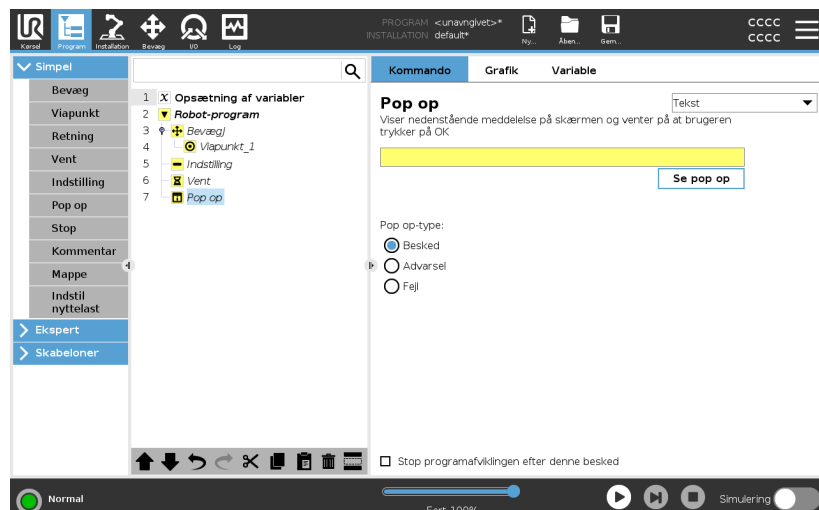 PROGRAM <unavngivet>*
INSTALLATION default*
Ny...
Åben...
Gem...
CCCC
CCCC
UR
Kørsel
Program
Installation
Bevæg
I/O
Log
Simpel
Bevæg
Viapunkt
Retning
Vent
Indstilling
Pop op
Stop
Kommentar
Mappe
Indstil
nyttelast
Ekspert
Skabeloner
1 X Opsætning af variabler
2 Robot-program
3 BevægJ
4 Viapunkt_1
5 Indstilling
6 Vent
7 Pop op
Kommando
Grafik
Variable
Pop op
Tekst
Viser nedenstående meddelelse på skærmen og venter på at brugeren
trykker på OK
Se pop op
Pop op-type:
Besked
Advarsel
Fejl
Stop programafviklingen efter denne besked
Normal
Fart 100%
Simulering